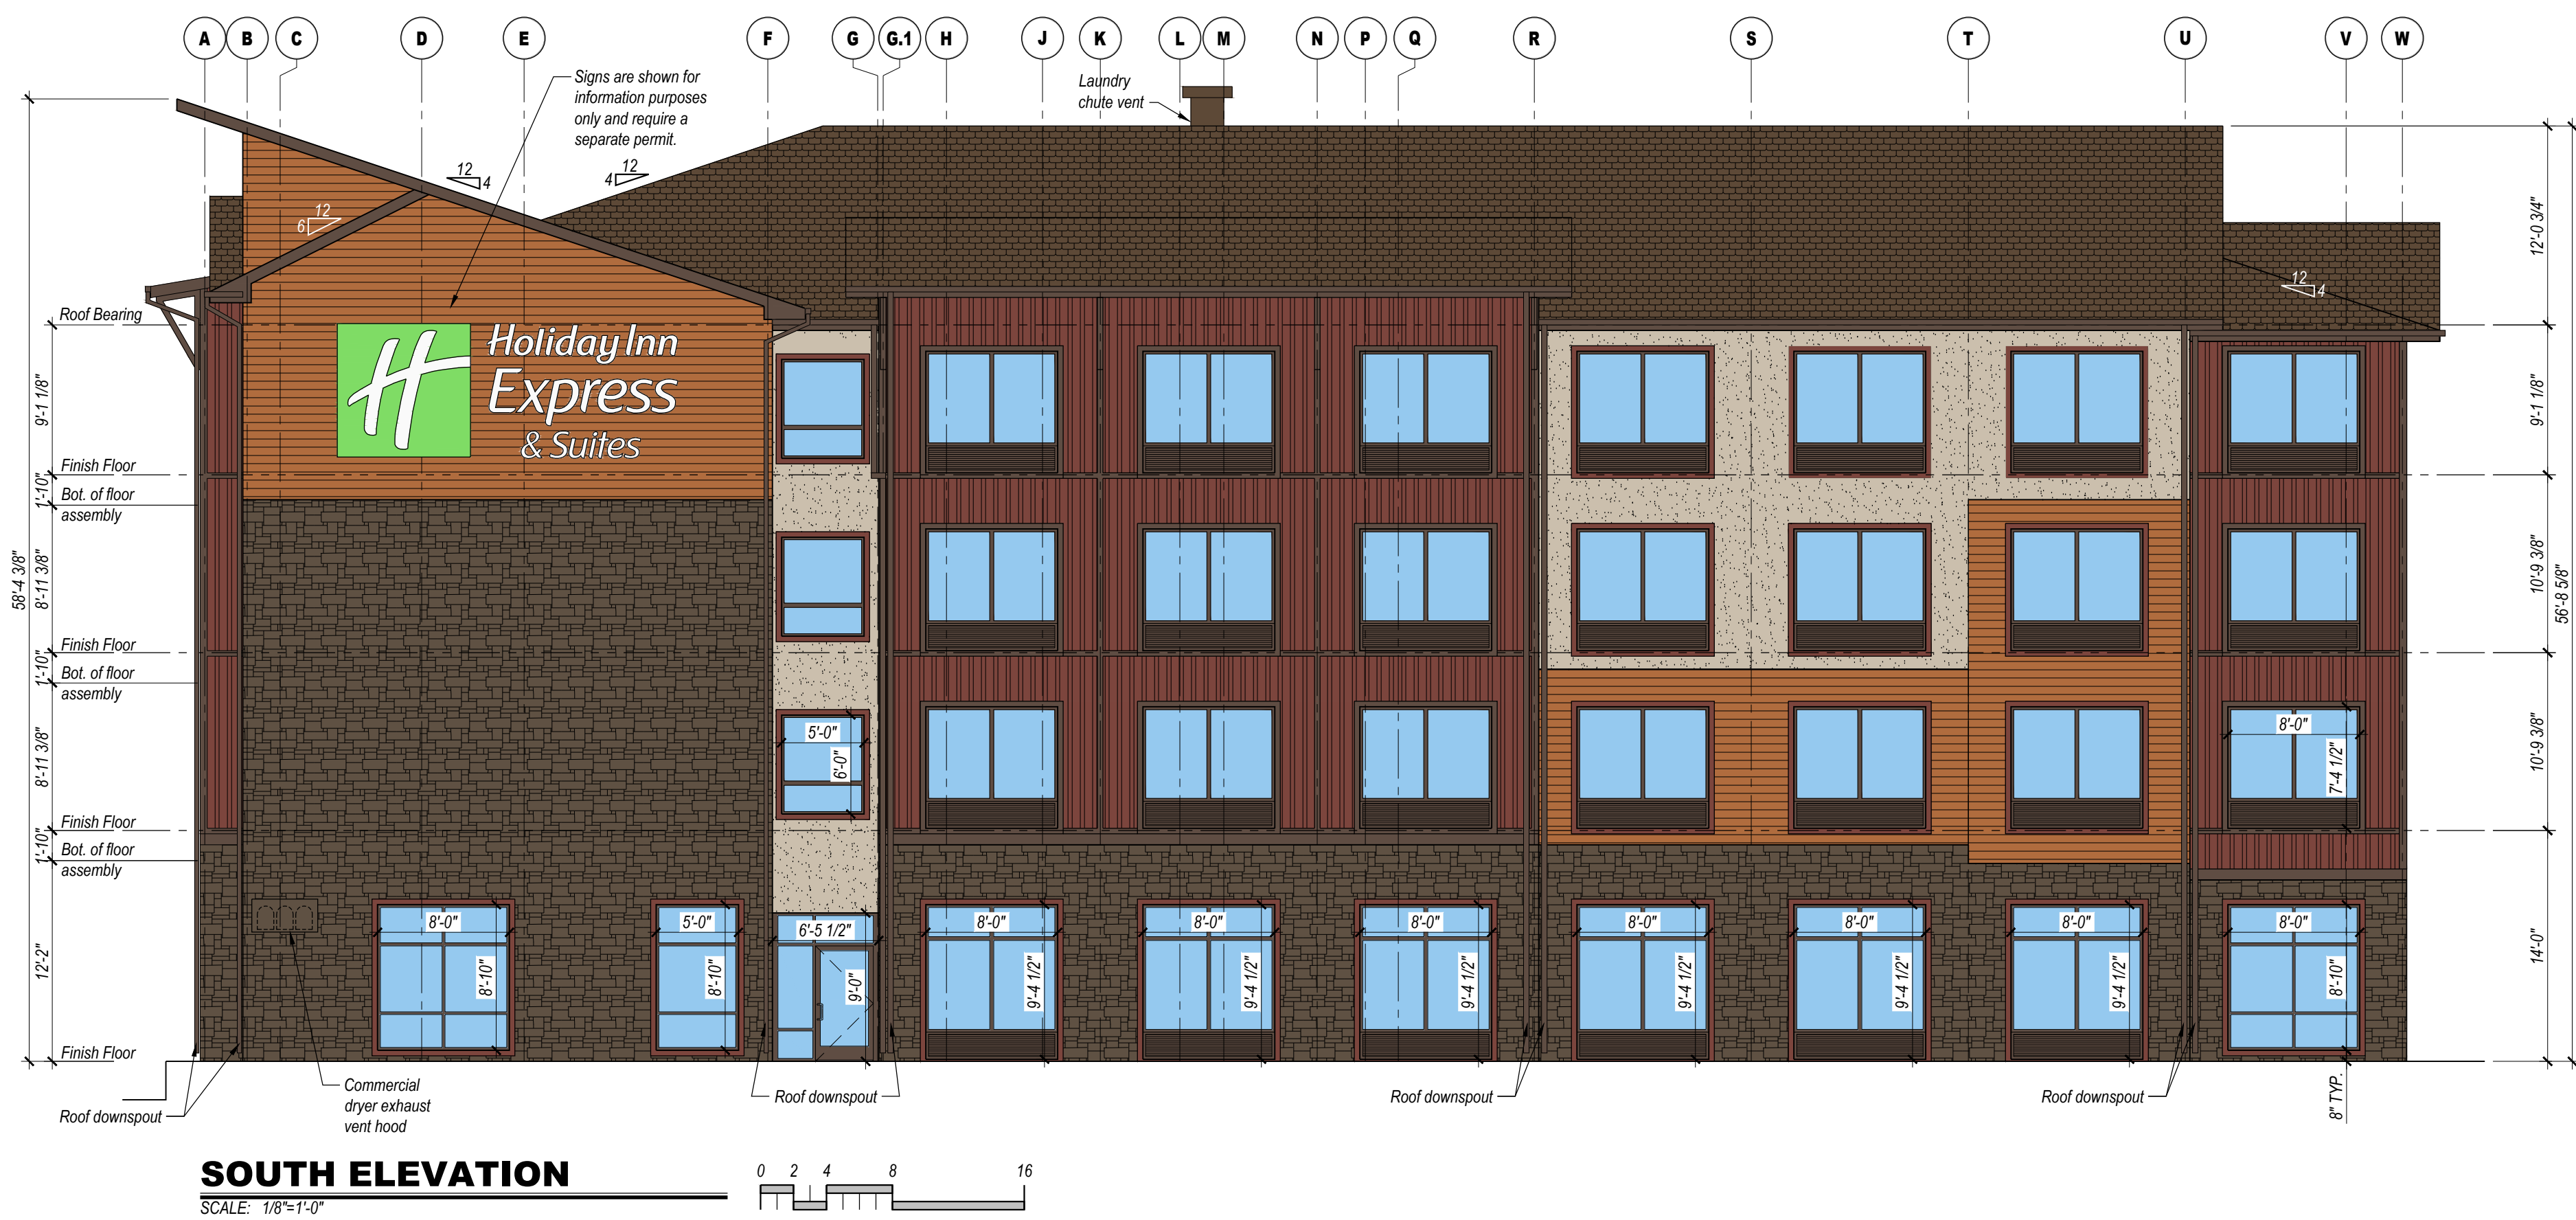 A B C D E F G G.1 H J K L M N P Q R S T U V W
Signs are shown for
information purposes
only and require a
separate permit.
Laundry
chute vent
12
4
12
4
12
6
12
4
Roof Bearing
Holiday Inn
Express
& Suites
Finish Floor
Bot. of floor
assembly
Finish Floor
Bot. of floor
assembly
Finish Floor
Bot. of floor
assembly
Finish Floor
58'-4 3/8"
9'-1 1/8"
1'-10"
8'-11 3/8"
1'-10"
8'-11 3/8"
1'-10"
12'-2"
12'-0 3/4"
9'-1 1/8"
10'-9 3/8"
10'-9 3/8"
14'-0"
56'-8 5/8"
5'-0"
6'-0"
8'-0"
7'-4 1/2"
8'-0"
8'-10"
5'-0"
8'-10"
6'-5 1/2"
9'-0"
8'-0"
9'-4 1/2"
8'-0"
9'-4 1/2"
8'-0"
9'-4 1/2"
8'-0"
9'-4 1/2"
8'-0"
9'-4 1/2"
8'-0"
9'-4 1/2"
8'-0"
8'-10"
8" TYP.
Roof downspout
Commercial
dryer exhaust
vent hood
Roof downspout
Roof downspout
Roof downspout
SOUTH ELEVATION
SCALE: 1/8"=1'-0"
0 2 4 8 16